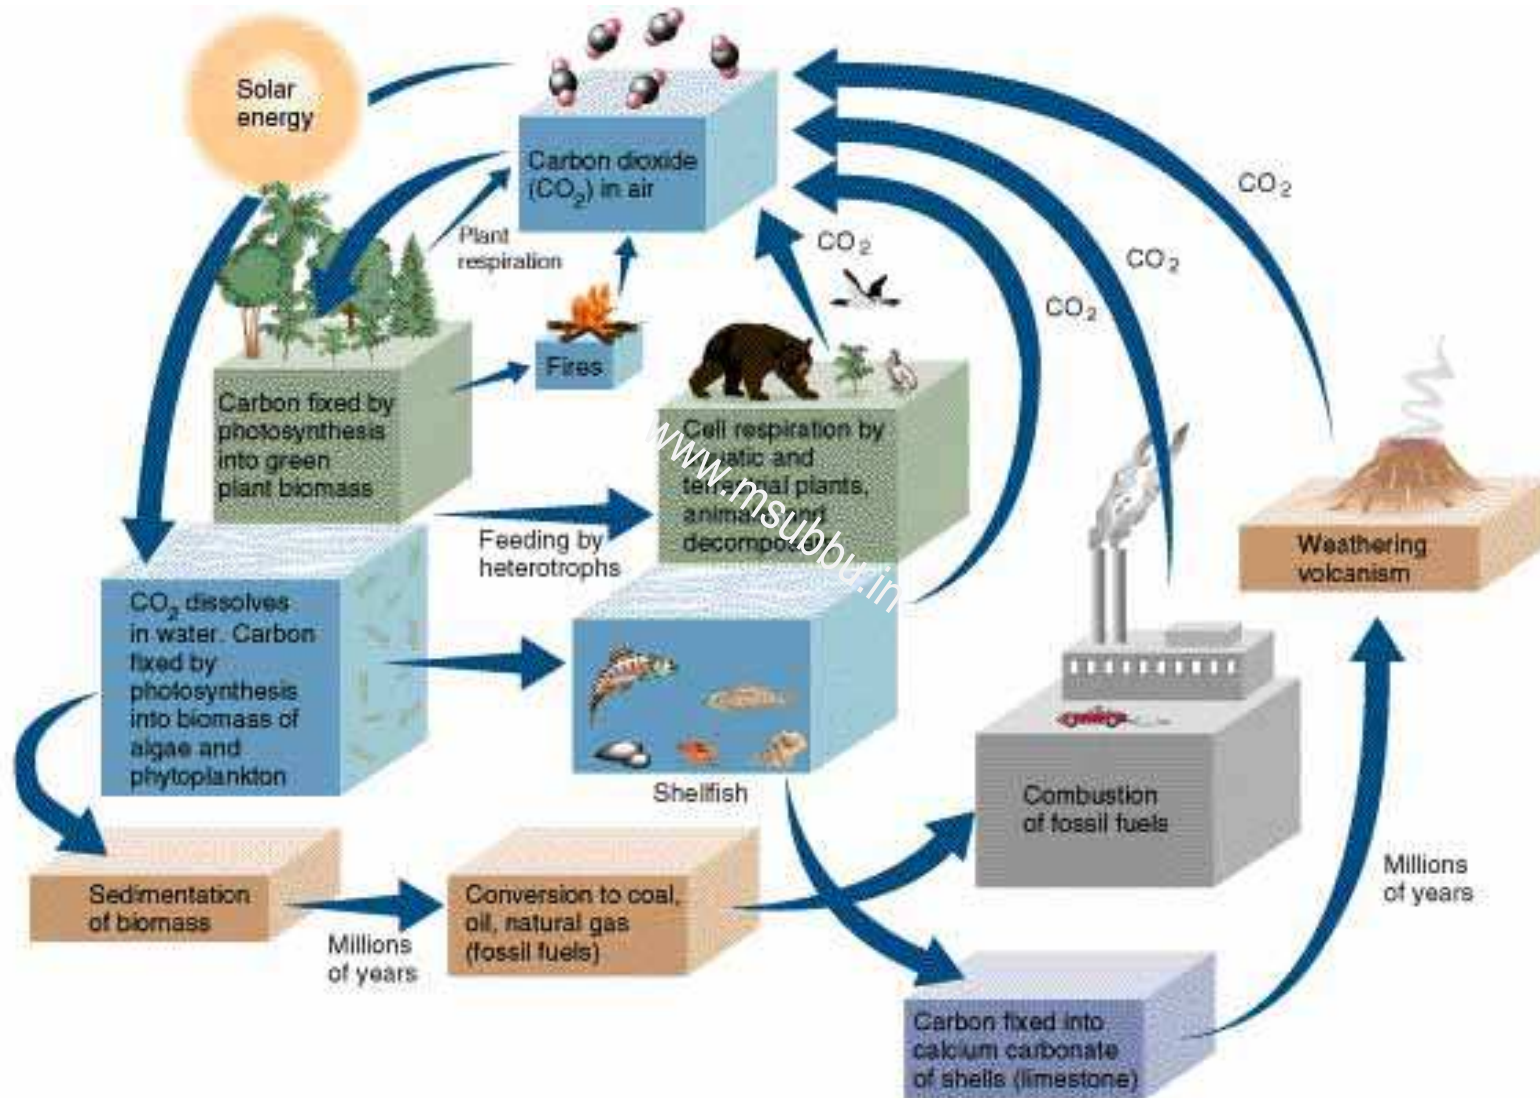 Solar
energy
Carbon dioxide
(CO2) in air
Plant
respiration
CO2
CO2
CO2
CO2
Fires
Carbon fixed by
photosynthesis
into green
plant biomass
Cell respiration by
aquatic and
terrestrial plants,
animals and
decomposers
www.msubbu.in
Feeding by
heterotrophs
Weathering
volcanism
CO2 dissolves
in water. Carbon
fixed by
photosynthesis
into biomass of
algae and
phytoplankton
Shellfish
Combustion
of fossil fuels
Millions
of years
Sedimentation
of biomass
Millions
of years
Conversion to coal,
oil, natural gas
(fossil fuels)
Carbon fixed into
calcium carbonate
of shells (limestone)